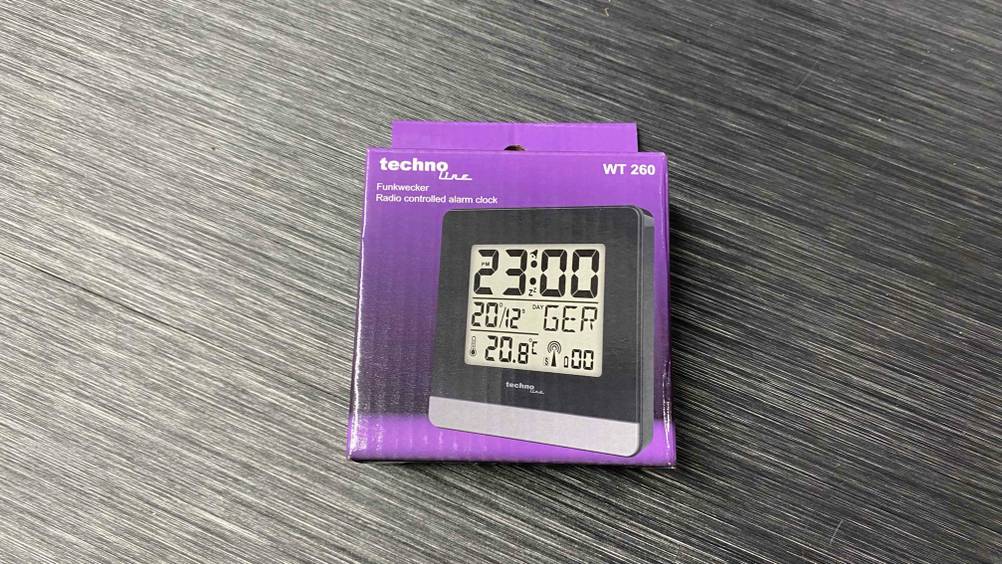 techno line
WT 260
Funkwecker
Radio controlled alarm clock
PM 23:00
ZZ
20/12 DAY GER
20.8°C S 00
techno line